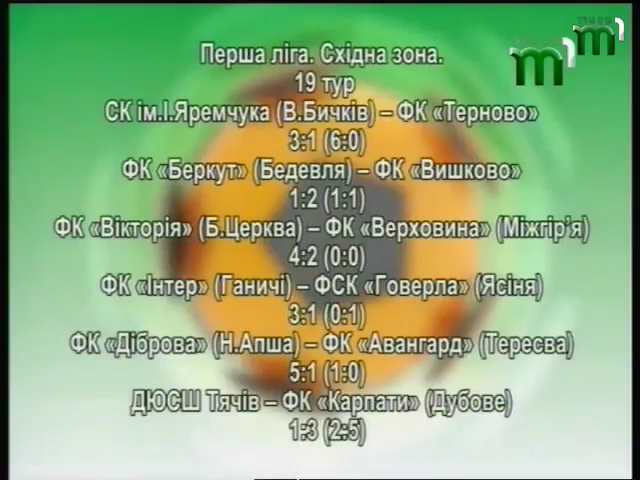 Перша ліга. Східна зона.
19 тур
СК ім.І.Яремчука (В.Бичків) – ФК «Терново»
3:1 (6:0)
ФК «Беркут» (Бедевля) – ФК «Вишково»
1:2 (1:1)
ФК «Вікторія» (Б.Церква) – ФК «Верховина» (Міжгір'я)
4:2 (0:0)
ФК «Інтер» (Ганичі) – ФСК «Говерла» (Ясіня)
3:1 (0:1)
ФК «Діброва» (Н.Апша) – ФК «Авангард» (Тересва)
5:1 (1:0)
ДЮСШ Тячів – ФК «Карпати» (Дубове)
1:3 (2:5)
m1
m1